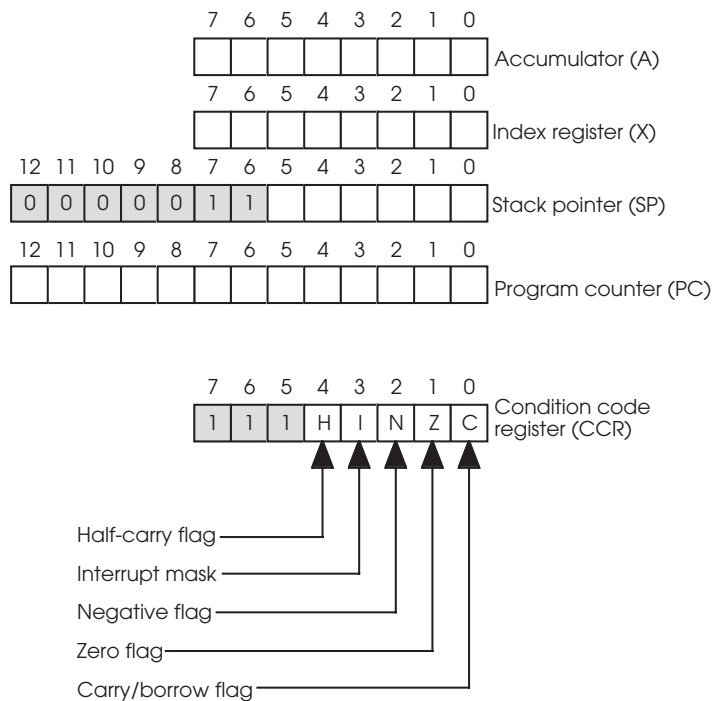 7 6 5 4 3 2 1 0
Accumulator (A)
7 6 5 4 3 2 1 0
Index register (X)
12 11 10 9 8 7 6 5 4 3 2 1 0
0 0 0 0 0 1 1 Stack pointer (SP)
12 11 10 9 8 7 6 5 4 3 2 1 0
Program counter (PC)
7 6 5 4 3 2 1 0
1 1 1 H I N Z C
Condition code
register (CCR)
Half-carry flag
Interrupt mask
Negative flag
Zero flag
Carry/borrow flag